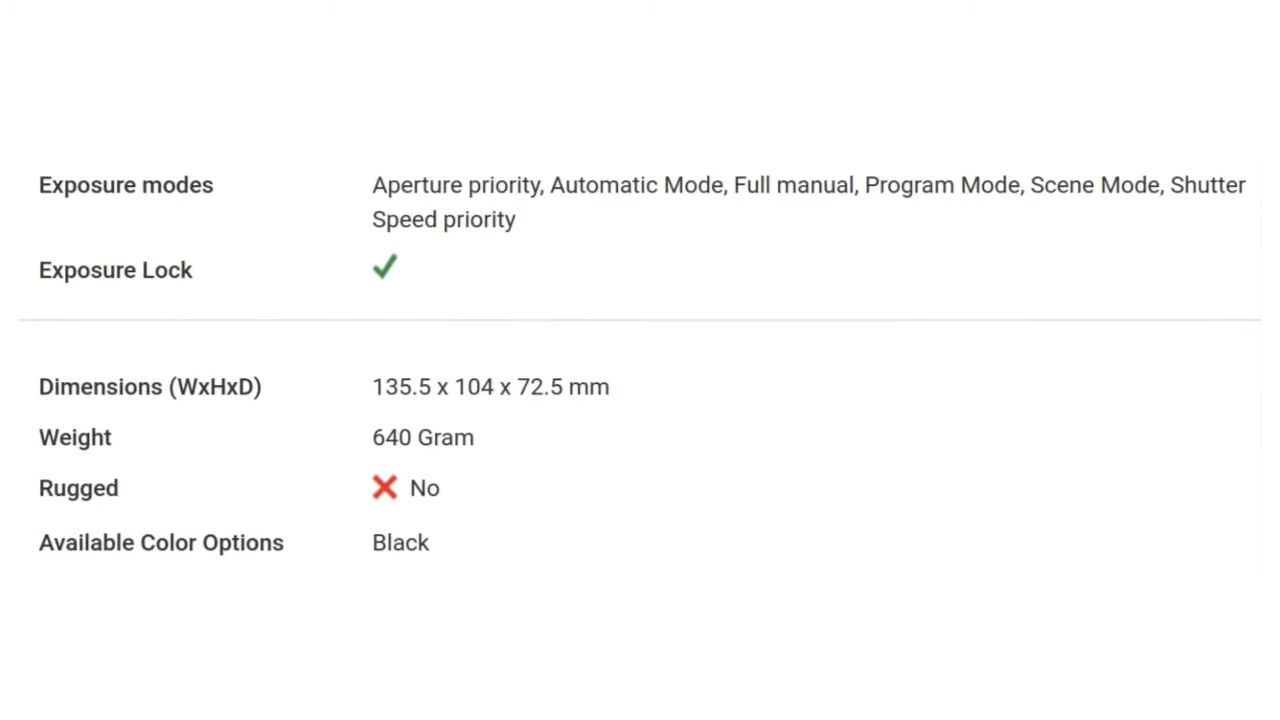 Exposure modes Aperture priority, Automatic Mode, Full manual, Program Mode, Scene Mode, Shutter
Speed priority
Exposure Lock
Dimensions (WxHxD) 135.5 x 104 x 72.5 mm
Weight 640 Gram
Rugged No
Available Color Options Black